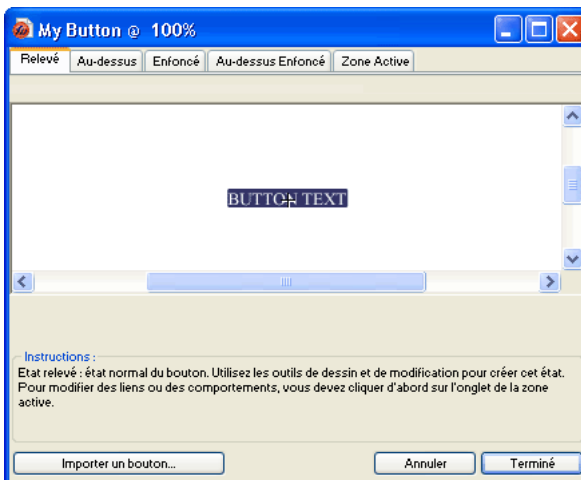 My Button @ 100%
Relevé Au-dessus Enfoncé Au-dessus Enfoncé Zone Active
BUTTON TEXT
Instructions :
Etat relevé : état normal du bouton. Utilisez les outils de dessin et de modification pour créer cet état.
Pour modifier des liens ou des comportements, vous devez cliquer d'abord sur l'onglet de la zone
active.
Importer un bouton... Annuler Terminé